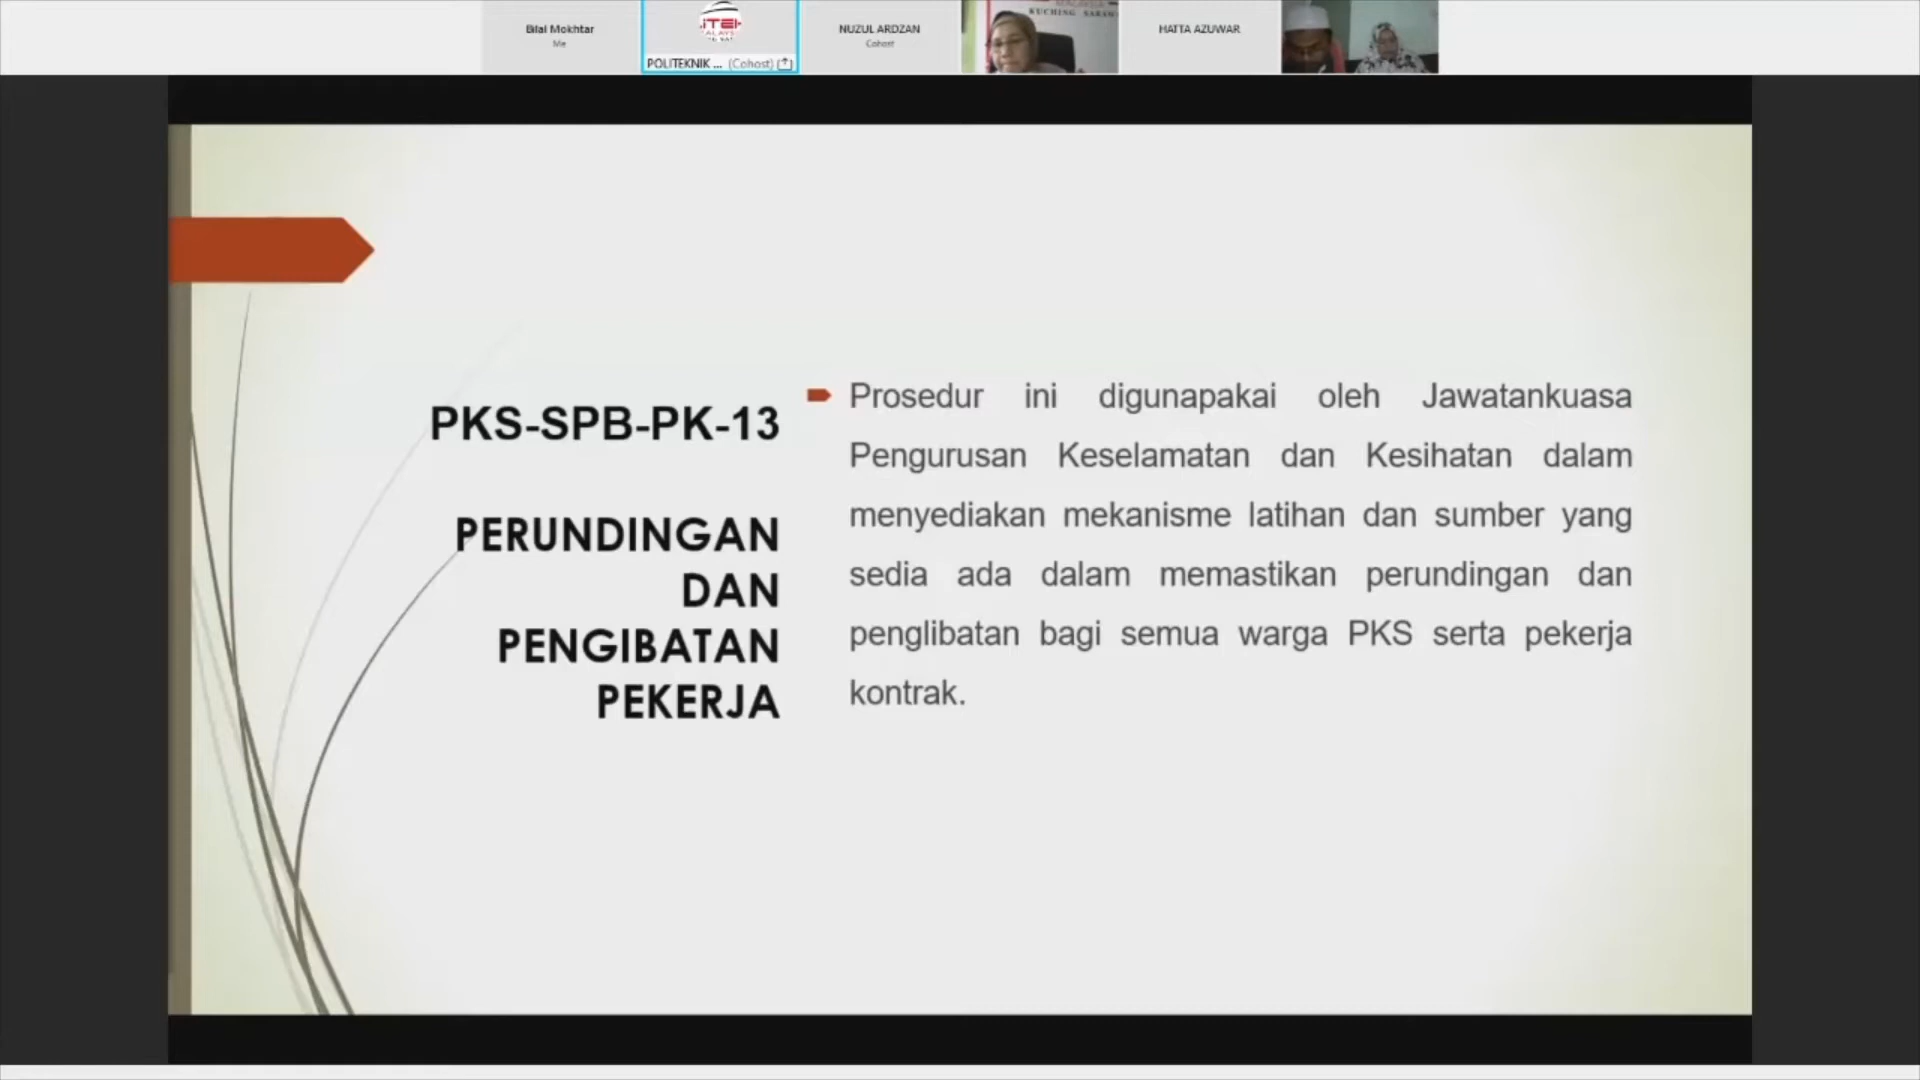 Bilal Mokhtar
Me
POLITEKNIK ... (Cohost)
NUZUL ARDZAN
Cohost
KUCHING SARAW
HATTA AZUWAR
PKS-SPB-PK-13
PERUNDINGAN
DAN
PENGIBATAN
PEKERJA
Prosedur ini digunapakai oleh Jawatankuasa
Pengurusan Keselamatan dan Kesihatan dalam
menyediakan mekanisme latihan dan sumber yang
sedia ada dalam memastikan perundingan dan
penglibatan bagi semua warga PKS serta pekerja
kontrak.